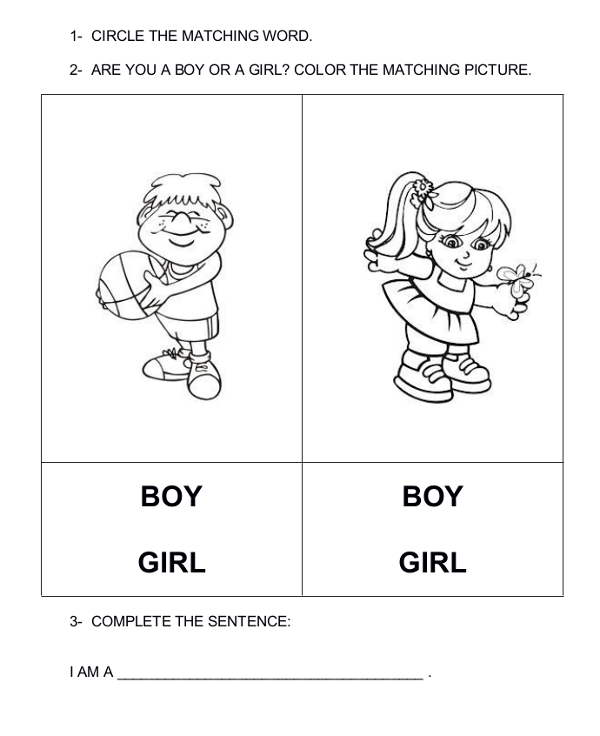 1- CIRCLE THE MATCHING WORD.
2- ARE YOU A BOY OR A GIRL? COLOR THE MATCHING PICTURE.
BOY
BOY
GIRL
GIRL
3- COMPLETE THE SENTENCE:
I AM A ______________________________________ .